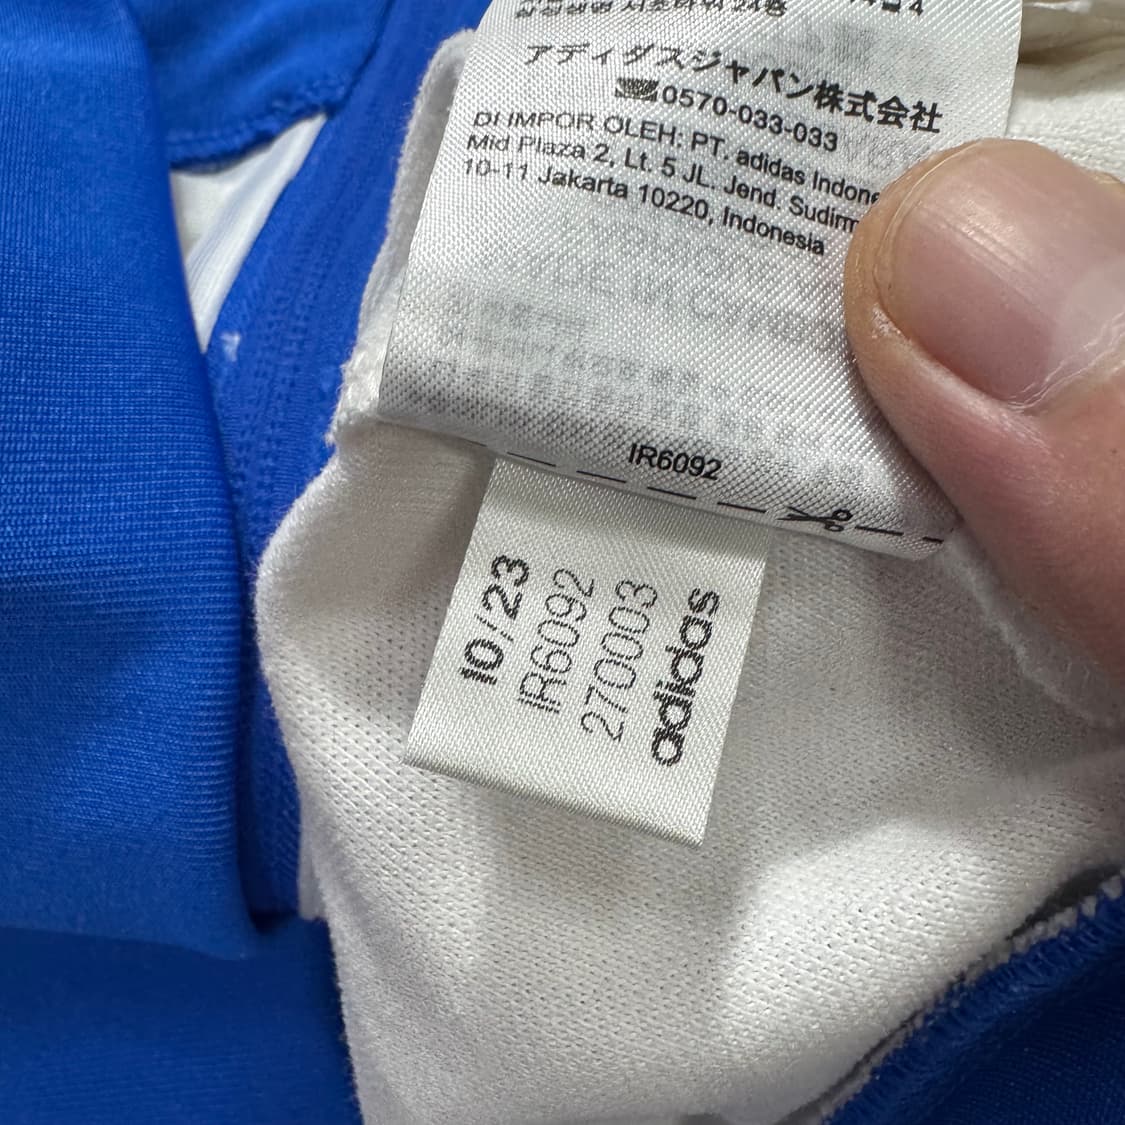 アディダスジャパン株式会社
0570-033-033
DI IMPOR OLEH: PT. adidas Indone
Mid Plaza 2, Lt. 5 JL. Jend. Sudirm
10-11 Jakarta 10220, Indonesia
IR6092
10/23
IR6092
270003
adidas